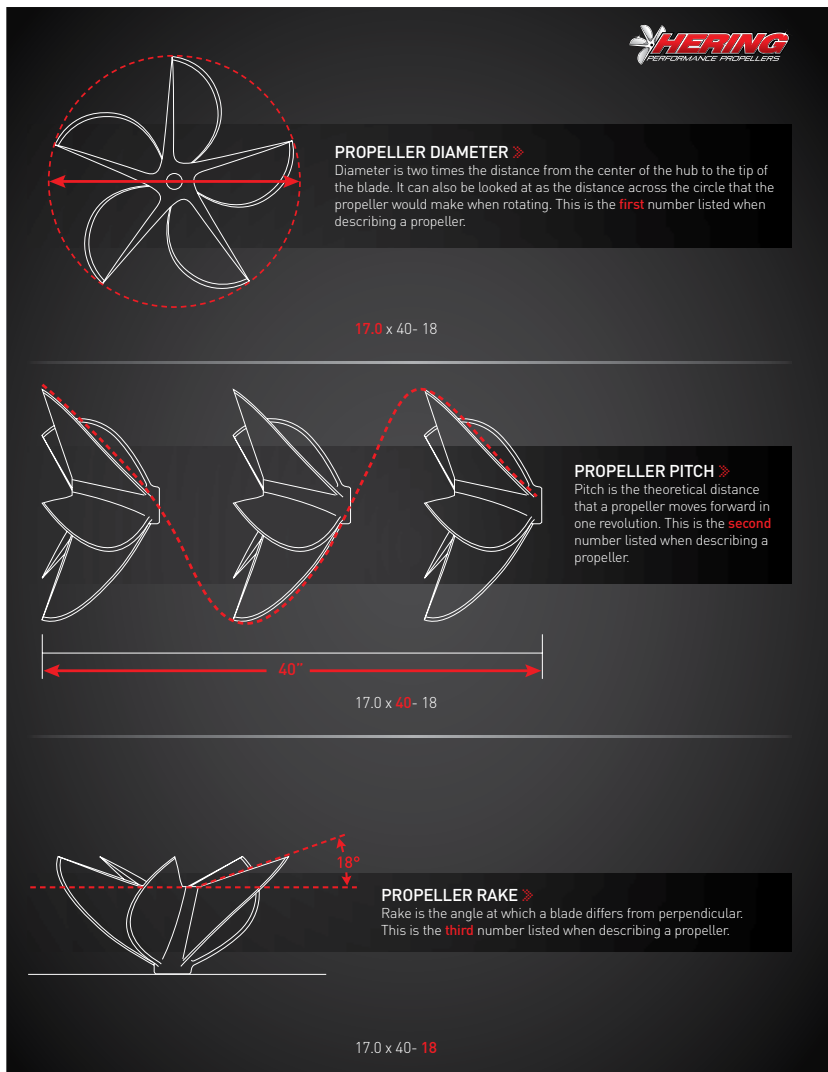 HERING
PERFORMANCE PROPELLERS
PROPELLER DIAMETER
Diameter is two times the distance from the center of the hub to the tip of
the blade. It can also be looked at as the distance across the circle that the
propeller would make when rotating. This is the first number listed when
describing a propeller.
17.0 x 40- 18
PROPELLER PITCH
Pitch is the theoretical distance
that a propeller moves forward in
one revolution. This is the second
number listed when describing a
propeller.
40"
17.0 x 40- 18
18°
PROPELLER RAKE
Rake is the angle at which a blade differs from perpendicular.
This is the third number listed when describing a propeller.
17.0 x 40- 18